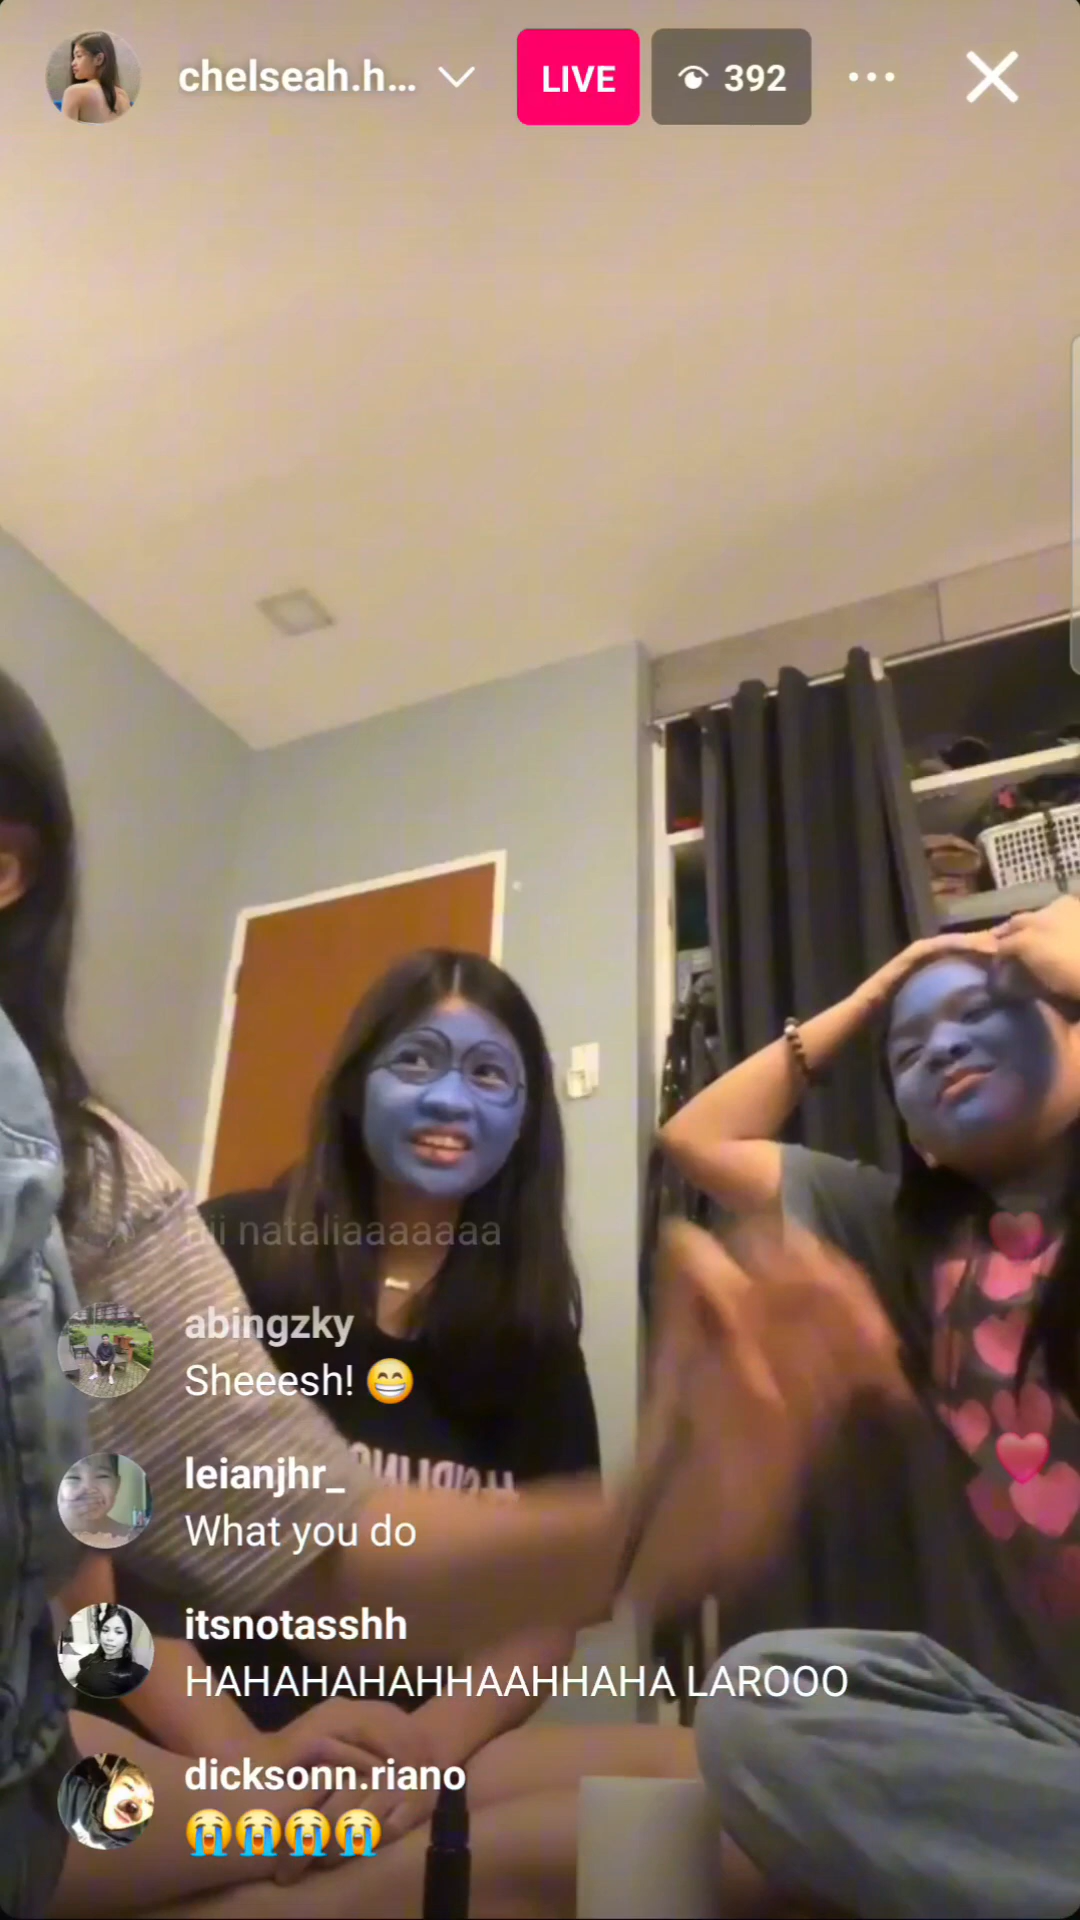 chelseah.h...
LIVE
392
nataliaaaaaaa
abingzky
Sheeesh! 😁
leianjhr_
What you do
itsnotasshh
HAHAHAHAHHAAHHAHA LAROOO
dicksonn.riano
😭😭😭😭